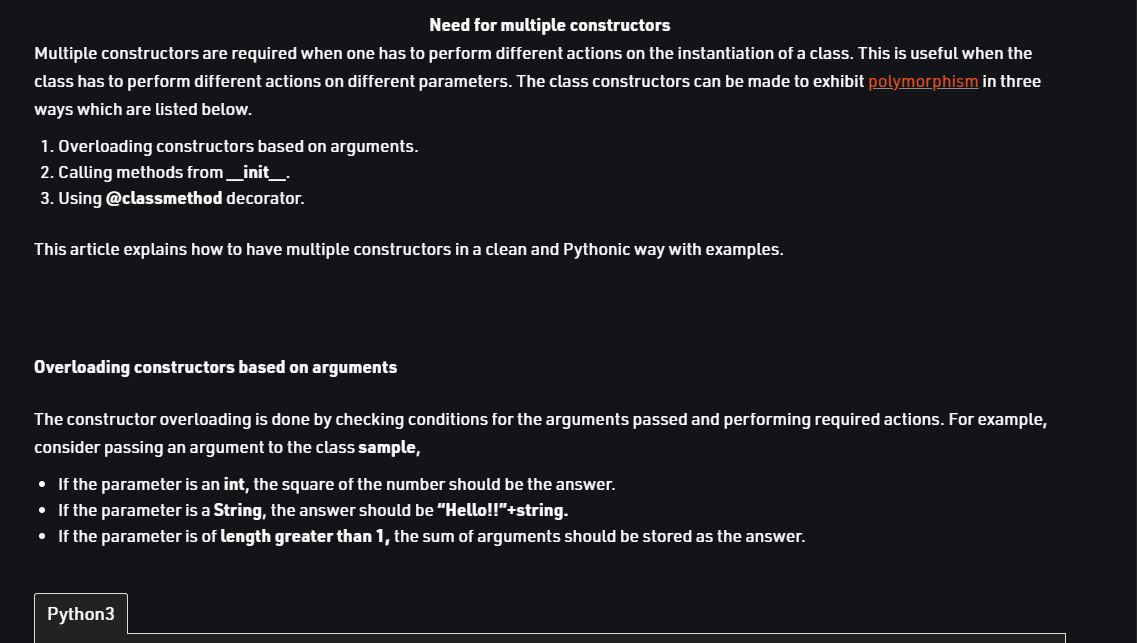 Need for multiple constructors
Multiple constructors are required when one has to perform different actions on the instantiation of a class. This is useful when the
class has to perform different actions on different parameters. The class constructors can be made to exhibit polymorphism in three
ways which are listed below.
1. Overloading constructors based on arguments.
2. Calling methods from __init__.
3. Using @classmethod decorator.
This article explains how to have multiple constructors in a clean and Pythonic way with examples.
Overloading constructors based on arguments
The constructor overloading is done by checking conditions for the arguments passed and performing required actions. For example,
consider passing an argument to the class sample,
• If the parameter is an int, the square of the number should be the answer.
• If the parameter is a String, the answer should be “Hello!!”+string.
• If the parameter is of length greater than 1, the sum of arguments should be stored as the answer.
Python3